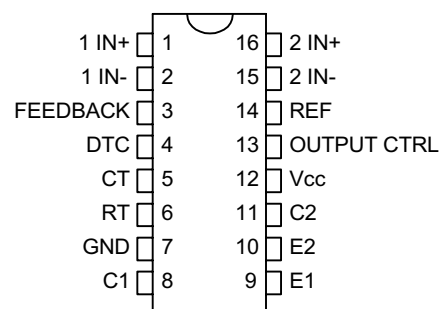 1 IN+ 1 16 2 IN+
1 IN- 2 15 2 IN-
FEEDBACK 3 14 REF
DTC 4 13 OUTPUT CTRL
CT 5 12 Vcc
RT 6 11 C2
GND 7 10 E2
C1 8 9 E1